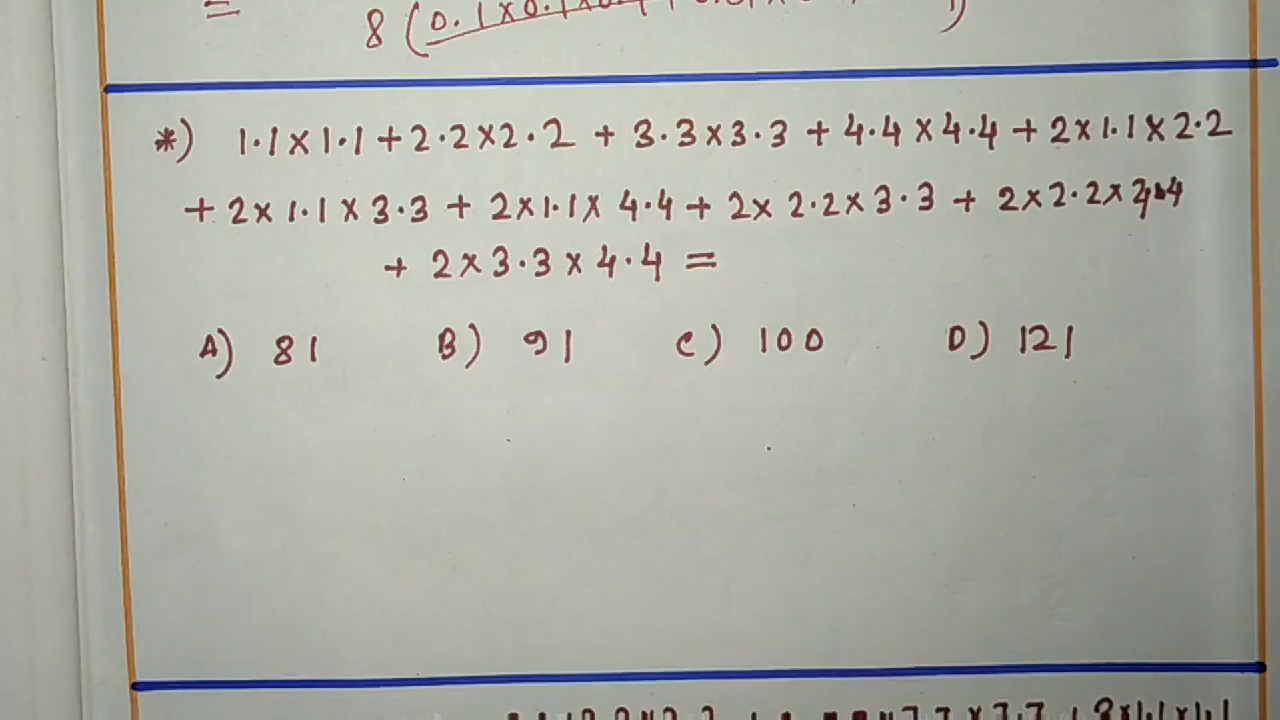 =
8 (0.1×0.1×
*) 1.1×1.1+2.2×2.2 + 3.3×3.3 + 4.4×4.4 + 2×1.1×2.2
+ 2×1.1×3.3 + 2×1.1× 4.4 + 2× 2.2×3.3 + 2×2.2×4.4
+ 2×3.3×4.4 =
A) 81 B) 91 C) 100 D) 121